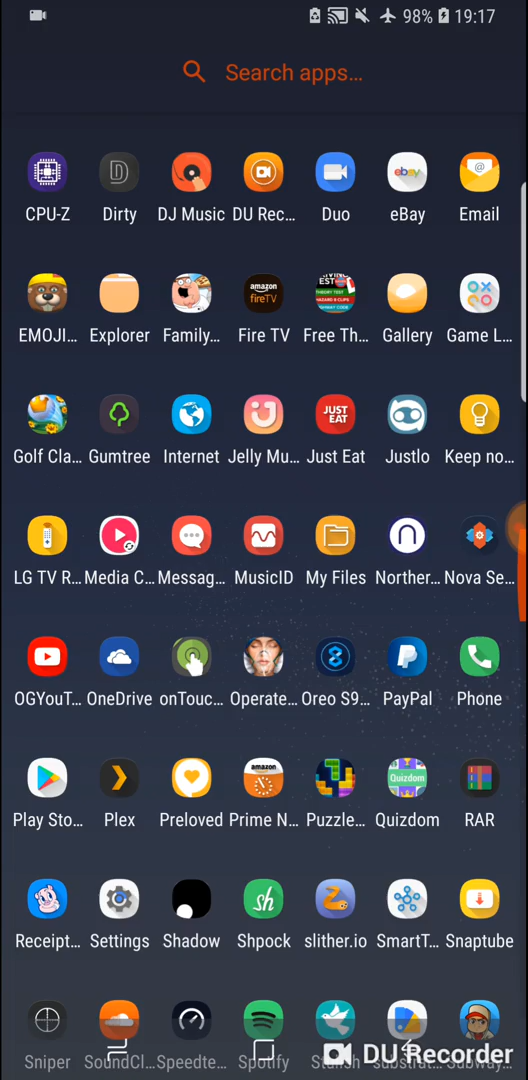 98% 19:17
Search apps…
CPU-Z Dirty DJ Music DU Rec… Duo eBay Email
EMOJI… Explorer Family… Fire TV Free Th… Gallery Game L…
Golf Cla… Gumtree Internet Jelly Mu… Just Eat Justlo Keep no…
LG TV R… Media C… Messag… MusicID My Files Norther… Nova Se…
OGYouT… OneDrive onTouc… Operate… Oreo S9… PayPal Phone
Play Sto… Plex Preloved Prime N… Puzzle… Quizdom RAR
Receipt… Settings Shadow Shpock slither.io SmartT… Snaptube
Sniper SoundCl… Speedte… Spotify Stalish substrat… Subway…
DU Recorder